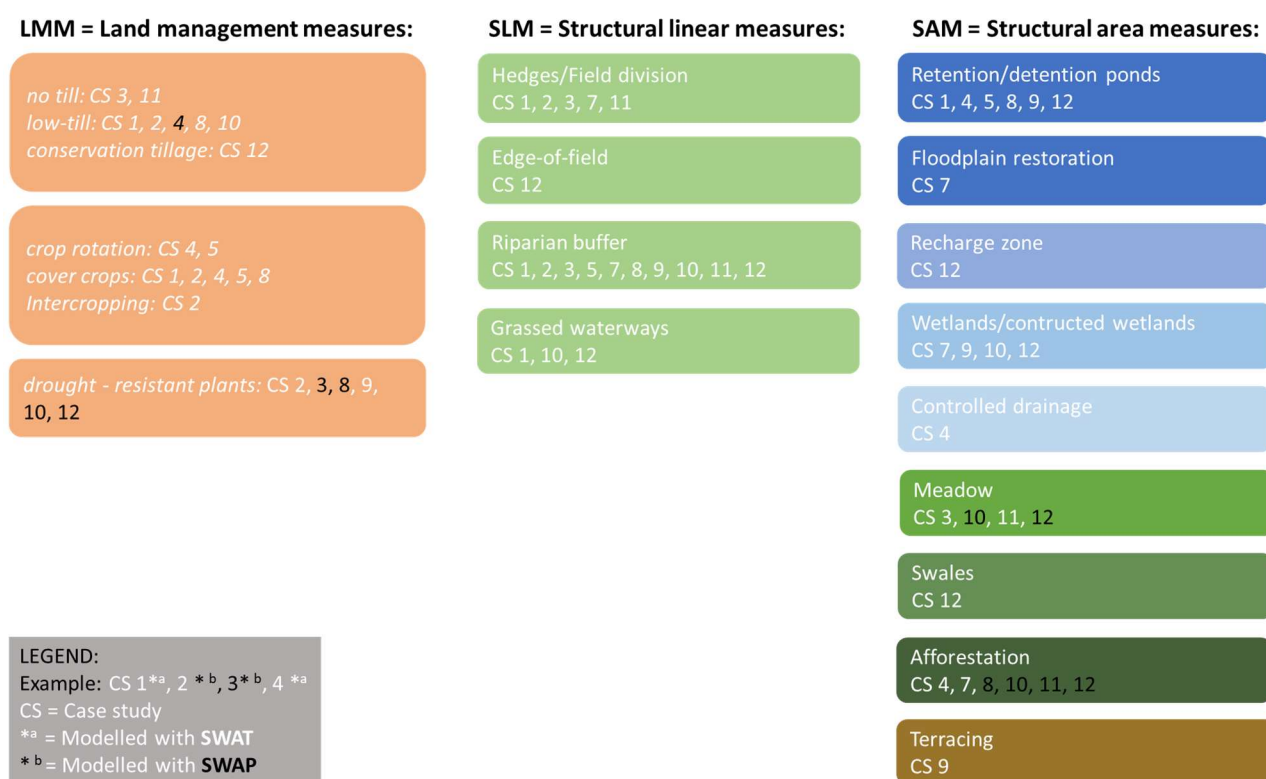 LMM = Land management measures:
no till: CS 3, 11
low-till: CS 1, 2, 4, 8, 10
conservation tillage: CS 12
crop rotation: CS 4, 5
cover crops: CS 1, 2, 4, 5, 8
Intercropping: CS 2
drought - resistant plants: CS 2, 3, 8, 9,
10, 12
SLM = Structural linear measures:
Hedges/Field division
CS 1, 2, 3, 7, 11
Edge-of-field
CS 12
Riparian buffer
CS 1, 2, 3, 5, 7, 8, 9, 10, 11, 12
Grassed waterways
CS 1, 10, 12
SAM = Structural area measures:
Retention/detention ponds
CS 1, 4, 5, 8, 9, 12
Floodplain restoration
CS 7
Recharge zone
CS 12
Wetlands/contructed wetlands
CS 7, 9, 10, 12
Controlled drainage
CS 4
Meadow
CS 3, 10, 11, 12
Swales
CS 12
Afforestation
CS 4, 7, 8, 10, 11, 12
Terracing
CS 9
LEGEND:
Example: CS 1*ᵃ, 2 * ᵇ, 3* ᵇ, 4 *ᵃ
CS = Case study
*ᵃ = Modelled with SWAT
* ᵇ = Modelled with SWAP